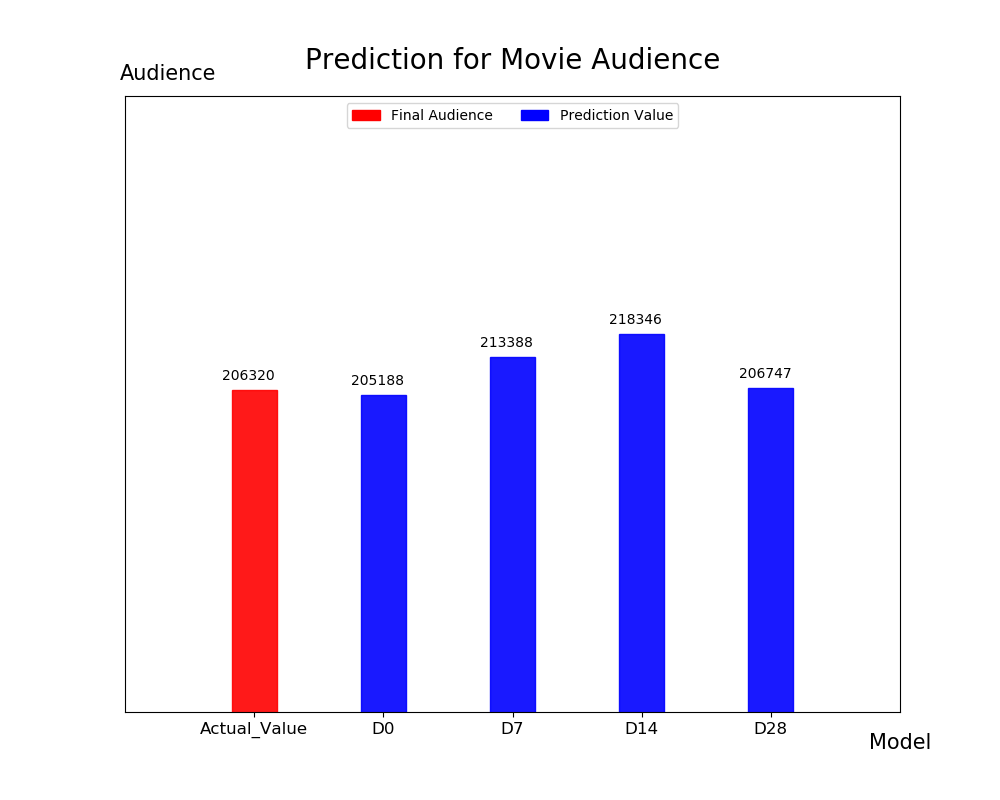 Prediction for Movie Audience
Audience
Final Audience
Prediction Value
206320
205188
213388
218346
206747
Actual_Value
D0
D7
D14
D28
Model